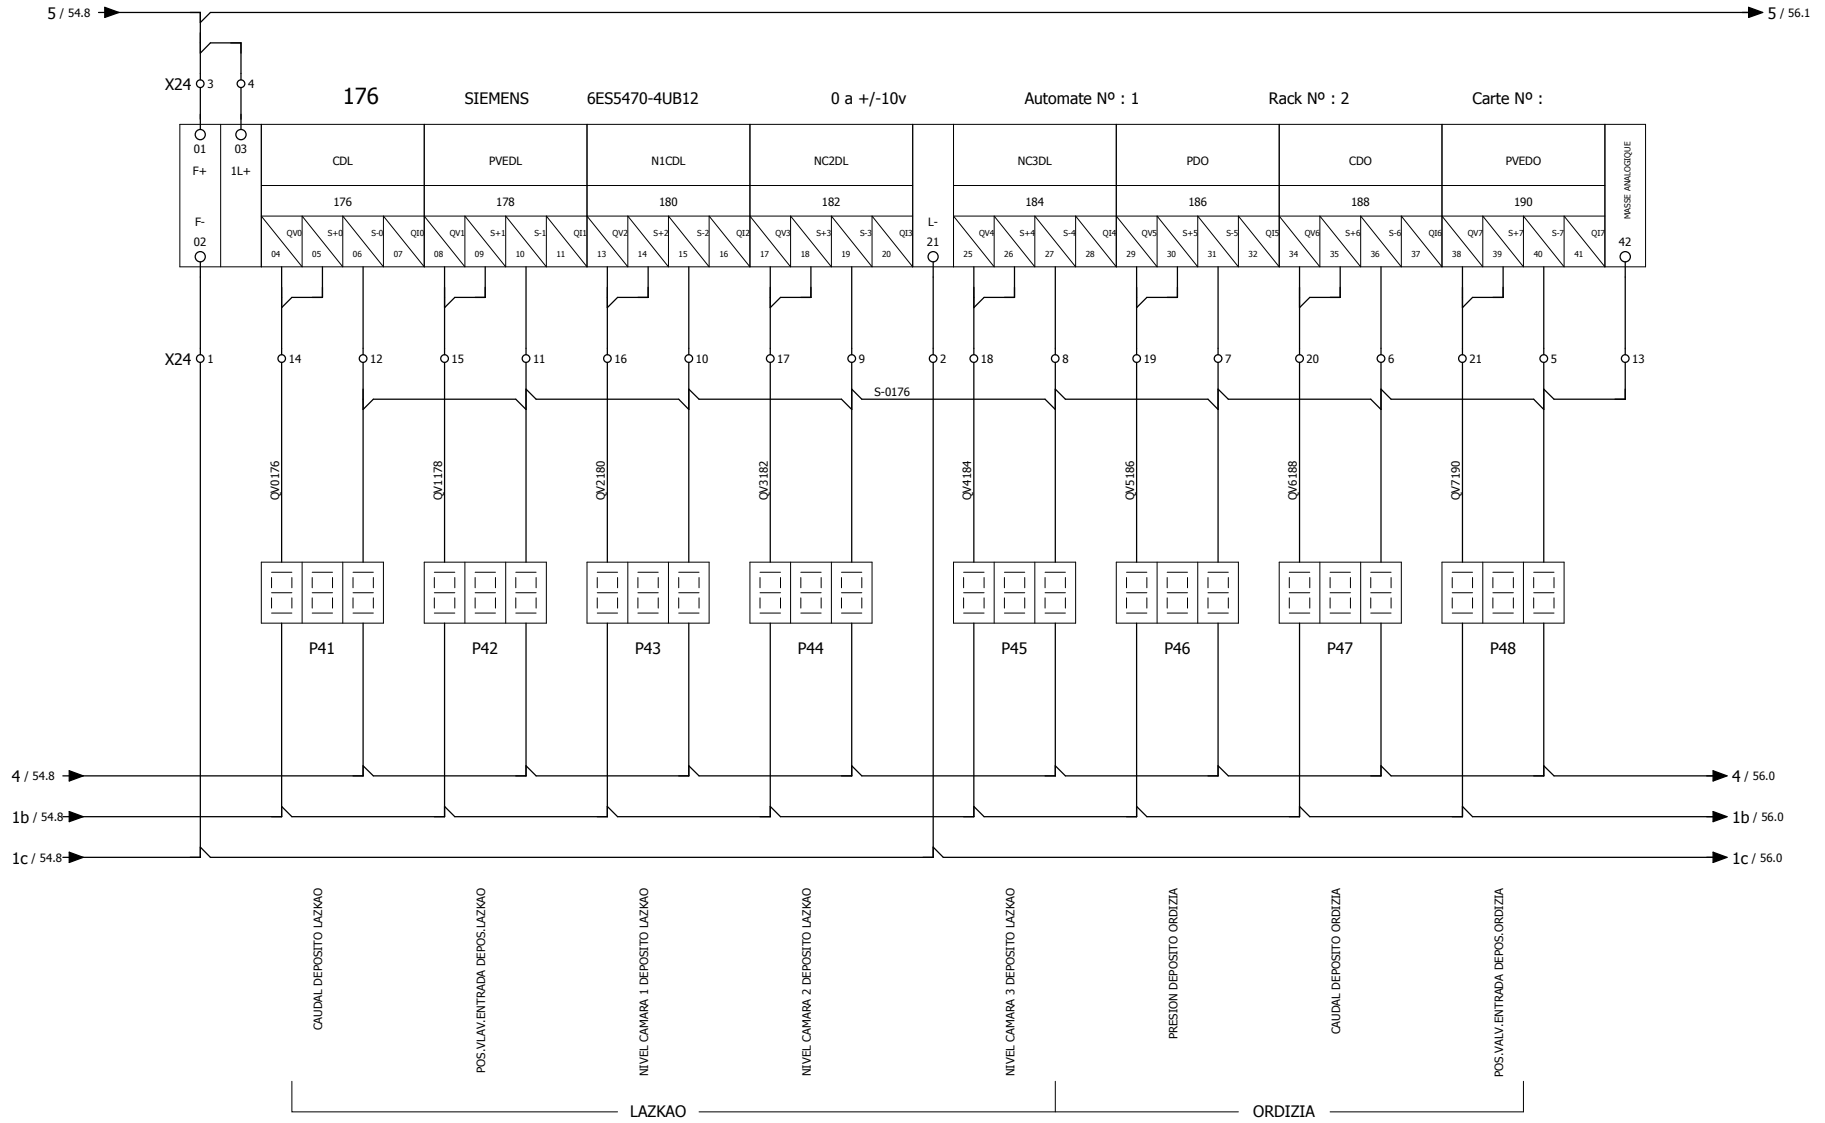 5 / 54.8 5 / 56.1
X24 3 4
176 SIEMENS 6ES5470-4UB12 0 a +/-10v Automate Nº : 1 Rack Nº : 2 Carte Nº :
01 03 CDL PVEDL N1CDL NC2DL NC3DL PDO CDO PVEDO MASSE ANALOGIQUE
F+ 1L+
176 178 180 182 184 186 188 190
F- L-
QV0 S+0 S-0 QI0 QV1 S+1 S-1 QI1 QV2 S+2 S-2 QI2 QV3 S+3 S-3 QI3 QV4 S+4 S-4 QI4 QV5 S+5 S-5 QI5 QV6 S+6 S-6 QI6 QV7 S+7 S-7 QI7
02 21 42
04 05 06 07 08 09 10 11 13 14 15 16 17 18 19 20 25 26 27 28 29 30 31 32 34 35 36 37 38 39 40 41
X24 1 14 12 15 11 16 10 17 9 2 18 8 19 7 20 6 21 5 13
S-0176
QV0176 QV1178 QV2180 QV3182 QV4184 QV5186 QV6188 QV7190
P41 P42 P43 P44 P45 P46 P47 P48
4 / 54.8 4 / 56.0
1b / 54.8 1b / 56.0
1c / 54.8 1c / 56.0
CAUDAL DEPOSITO LAZKAO
POS.VLAV.ENTRADA DEPOS.LAZKAO
NIVEL CAMARA 1 DEPOSITO LAZKAO
NIVEL CAMARA 2 DEPOSITO LAZKAO
NIVEL CAMARA 3 DEPOSITO LAZKAO
PRESION DEPOSITO ORDIZIA
CAUDAL DEPOSITO ORDIZIA
POS.VALV.ENTRADA DEPOS.ORDIZIA
LAZKAO ORDIZIA